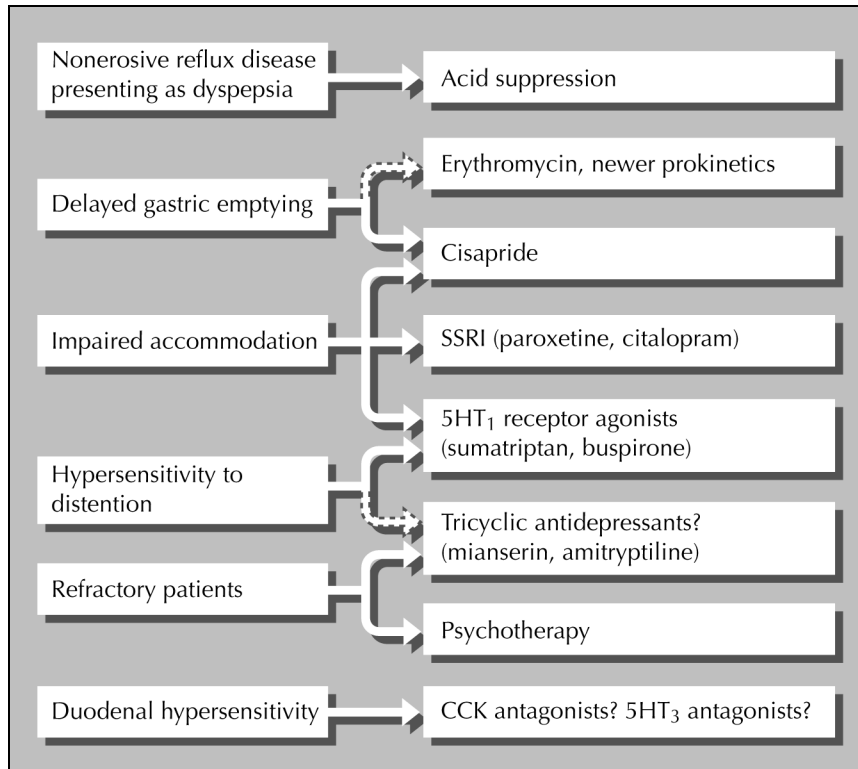 Nonerosive reflux disease
presenting as dyspepsia
Acid suppression
Delayed gastric emptying
Erythromycin, newer prokinetics
Cisapride
Impaired accommodation
SSRI (paroxetine, citalopram)
5HT₁ receptor agonists
(sumatriptan, buspirone)
Hypersensitivity to
distention
Tricyclic antidepressants?
(mianserin, amitryptiline)
Refractory patients
Psychotherapy
Duodenal hypersensitivity
CCK antagonists? 5HT₃ antagonists?